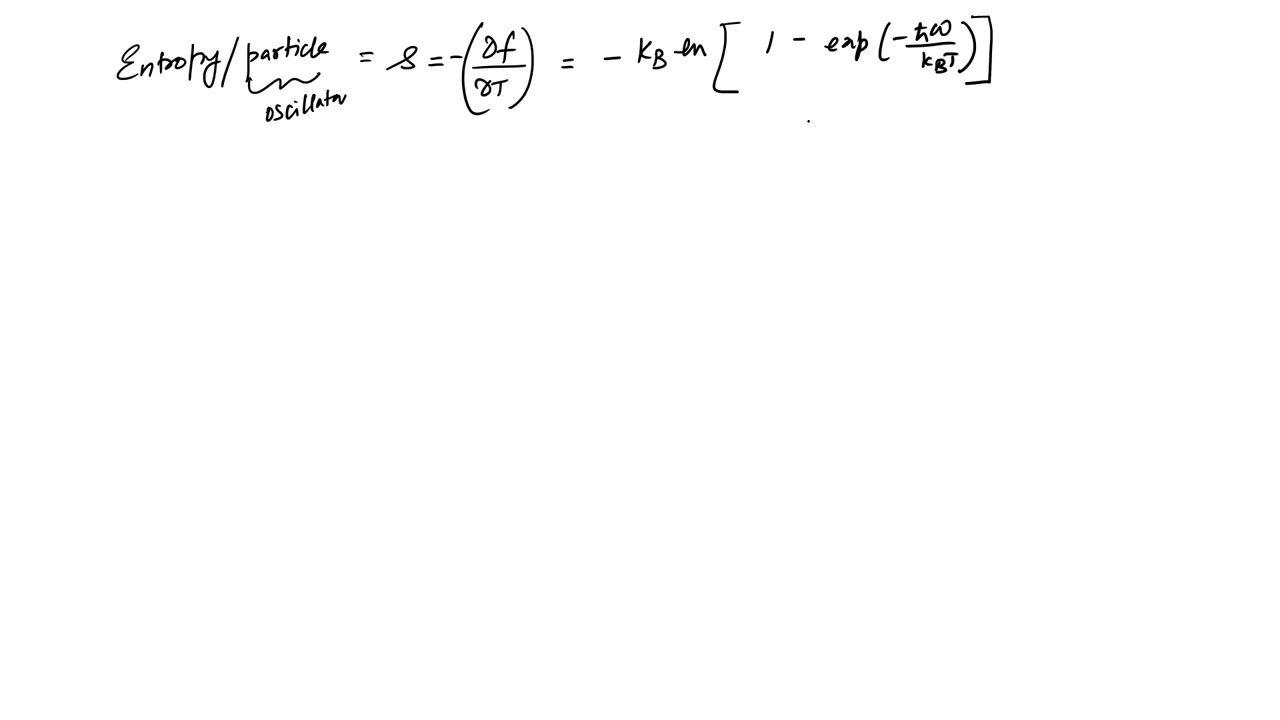 Entropy/particle = s = -(∂f/∂T) = - k_B ln [ 1 - exp(-ħω/k_BT) ]
oscillator